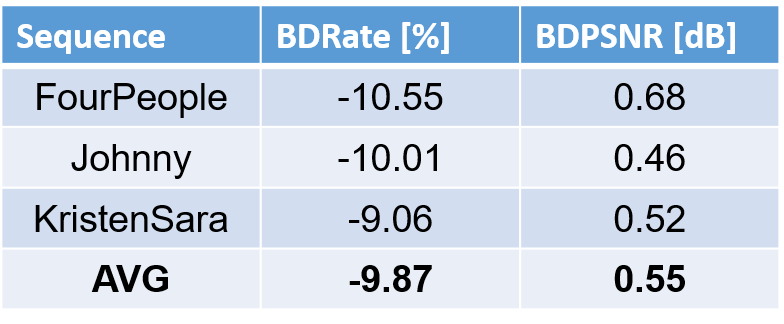 Sequence BDRate [%] BDPSNR [dB]
FourPeople -10.55 0.68
Johnny -10.01 0.46
KristenSara -9.06 0.52
AVG -9.87 0.55